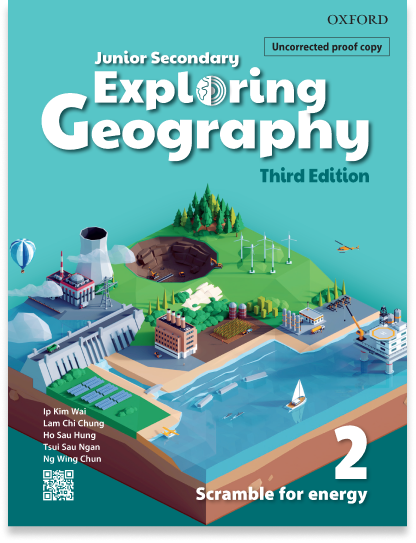 OXFORD
Uncorrected proof copy
Junior Secondary
Exploring
Geography
Third Edition
Ip Kim Wai
Lam Chi Chung
Ho Sau Hung
Tsui Sau Ngan
Ng Wing Chun
2
Scramble for energy